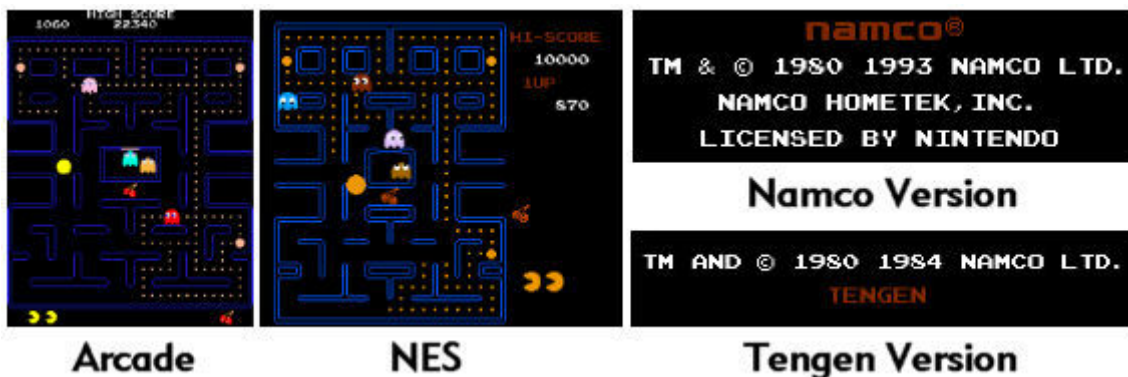 HIGH SCORE
1060 22340
Arcade
HI-SCORE
10000
1UP
870
NES
namco®
TM & © 1980 1993 NAMCO LTD.
NAMCO HOMETEK, INC.
LICENSED BY NINTENDO
Namco Version
TM AND © 1980 1984 NAMCO LTD.
TENGEN
Tengen Version